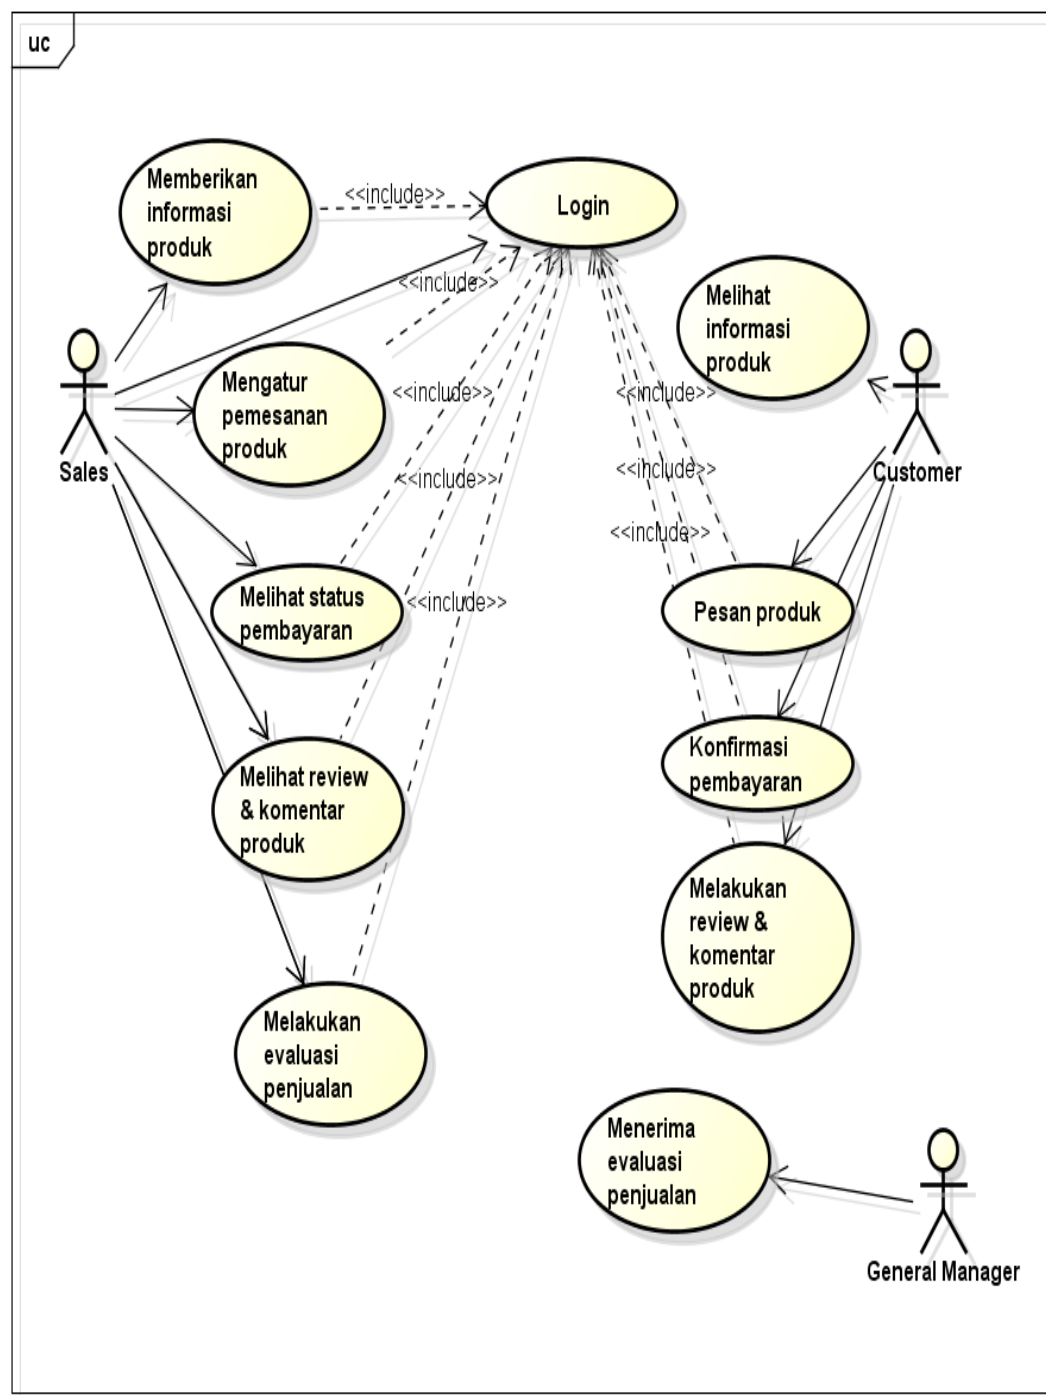 uc
Memberikan
informasi
produk
<<include>>
Login
<<include>>
Melihat
informasi
produk
Mengatur
pemesanan
produk
<<include>>
<<include>>
Sales
Customer
<<include>>
<<include>>
<<include>>
Melihat status
pembayaran
<<include>>
Pesan produk
Melihat review
& komentar
produk
Konfirmasi
pembayaran
Melakukan
review &
komentar
produk
Melakukan
evaluasi
penjualan
Menerima
evaluasi
penjualan
General Manager